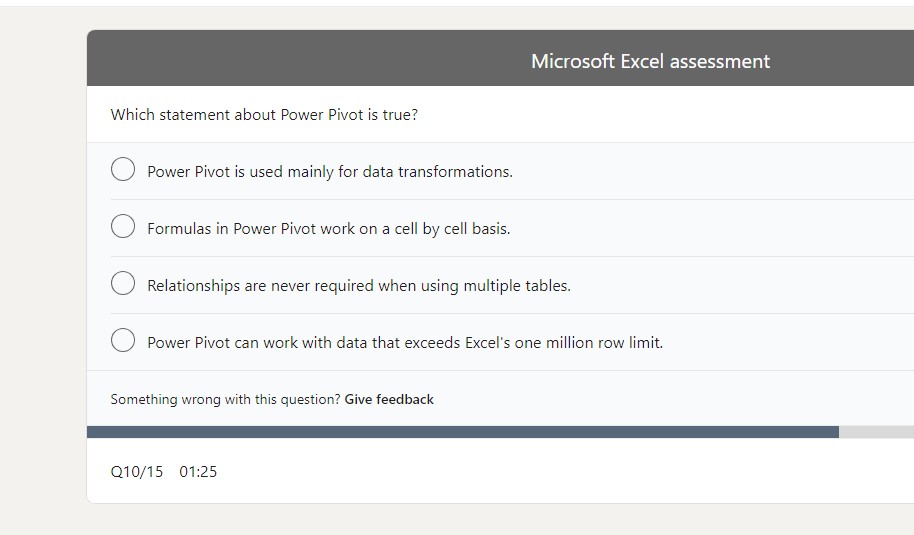 Microsoft Excel assessment
Which statement about Power Pivot is true?
Power Pivot is used mainly for data transformations.
Formulas in Power Pivot work on a cell by cell basis.
Relationships are never required when using multiple tables.
Power Pivot can work with data that exceeds Excel's one million row limit.
Something wrong with this question? Give feedback
Q10/15 01:25